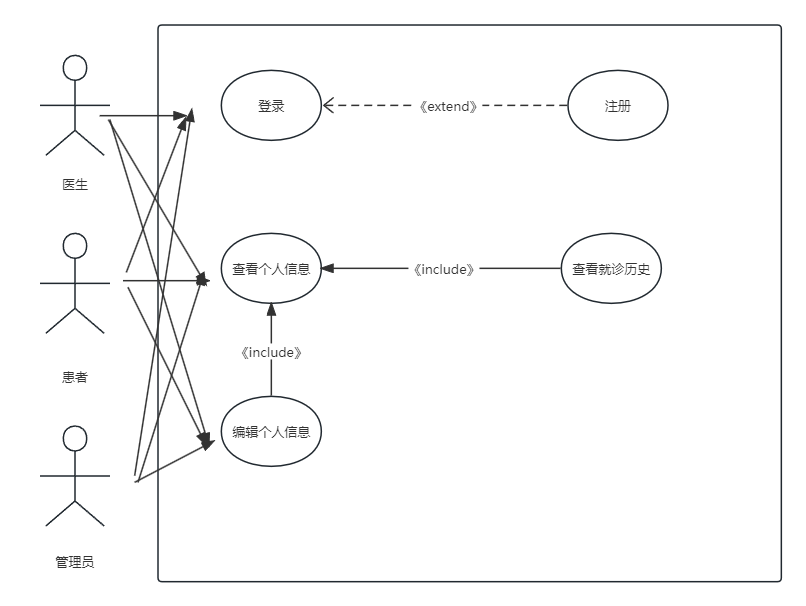 医生
登录
《extend》
注册
患者
查看个人信息
《include》
查看就诊历史
《include》
编辑个人信息
管理员